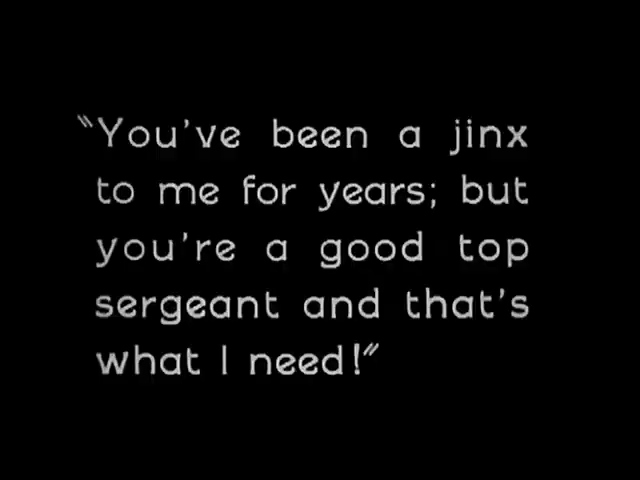 "You've been a jinx
to me for years; but
you're a good top
sergeant and that's
what I need!"